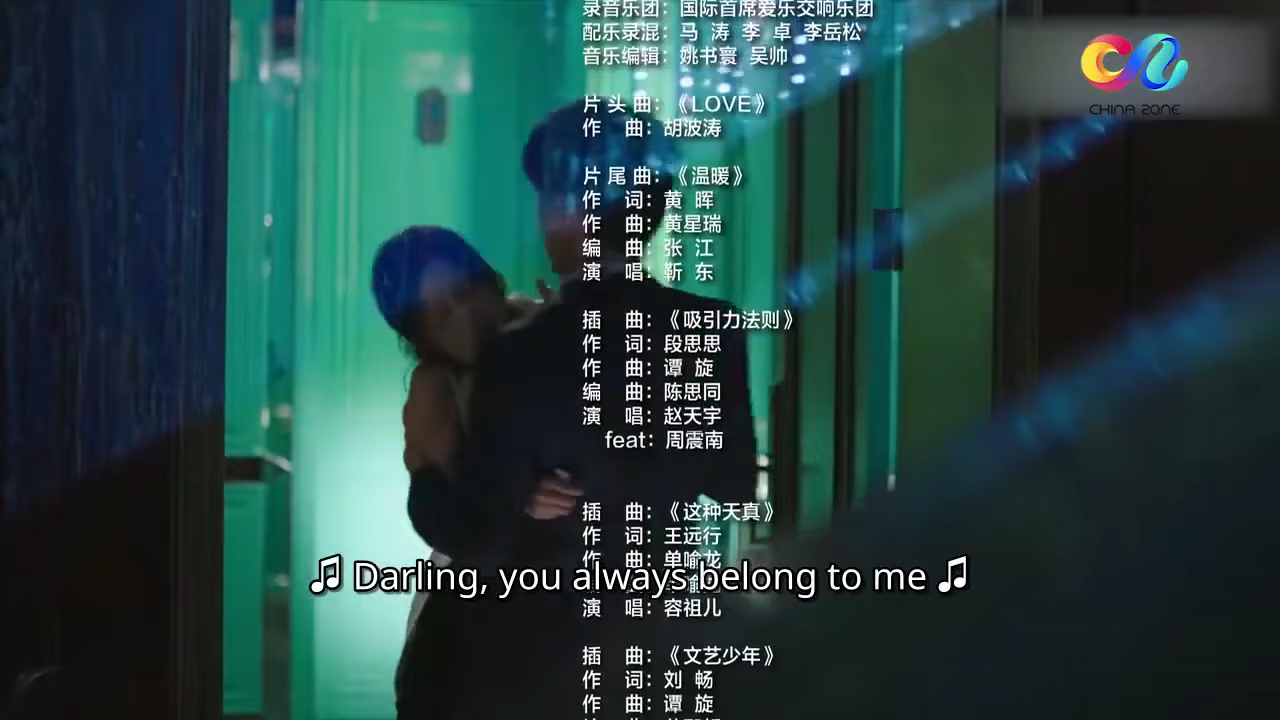 录音乐团：国际首席爱乐交响乐团
配乐录混：马 涛 李 卓 李岳松
音乐编辑：姚书寰 吴帅
片头曲：《LOVE》
作 曲：胡波涛
片尾曲：《温暖》
作 词：黄 晖
作 曲：黄星瑞
编 曲：张 江
演 唱：靳 东
插 曲：《吸引力法则》
作 词：段思思
作 曲：谭 旋
编 曲：陈思同
演 唱：赵天宇
feat：周震南
插 曲：《这种天真》
作 词：王远行
作 曲：单喻龙
♫ Darling, you always belong to me ♫
演 唱：容祖儿
插 曲：《文艺少年》
作 词：刘 畅
作 曲：谭 旋
CHINA ZONE